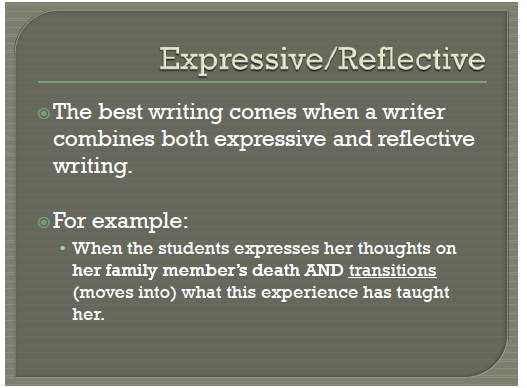 Expressive/Reflective
The best writing comes when a writer
combines both expressive and reflective
writing.
For example:
When the students expresses her thoughts on
her family member's death AND transitions
(moves into) what this experience has taught
her.